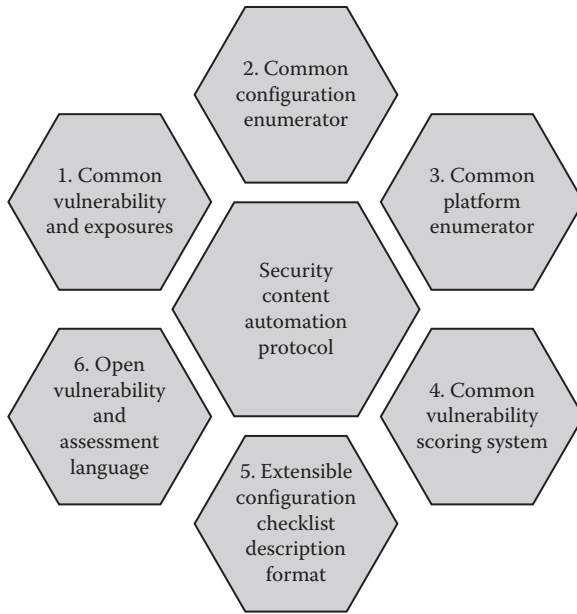 2. Common
configuration
enumerator
1. Common
vulnerability
and exposures
3. Common
platform
enumerator
Security
content
automation
protocol
6. Open
vulnerability
and
assessment
language
4. Common
vulnerability
scoring system
5. Extensible
configuration
checklist
description
format